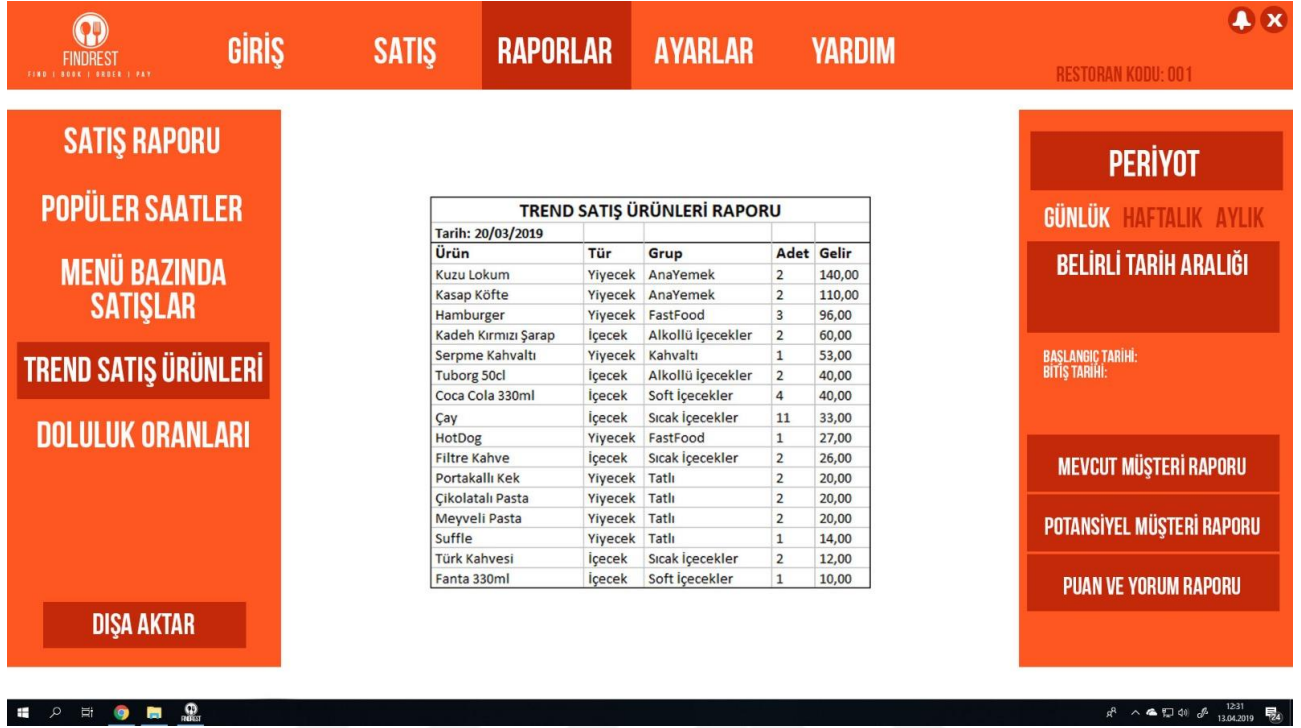 FINDREST
FIND | BOOK | ORDER | PAY
GİRİŞ
SATIŞ
RAPORLAR
AYARLAR
YARDIM
RESTORAN KODU: 001
SATIŞ RAPORU
POPÜLER SAATLER
MENÜ BAZINDA
SATIŞLAR
TREND SATIŞ ÜRÜNLERİ
DOLULUK ORANLARI
DIŞA AKTAR
TREND SATIŞ ÜRÜNLERİ RAPORU
Tarih: 20/03/2019
Ürün Tür Grup Adet Gelir
Kuzu Lokum Yiyecek AnaYemek 2 140,00
Kasap Köfte Yiyecek AnaYemek 2 110,00
Hamburger Yiyecek FastFood 3 96,00
Kadeh Kırmızı Şarap İçecek Alkollü İçecekler 2 60,00
Serpme Kahvaltı Yiyecek Kahvaltı 1 53,00
Tuborg 50cl İçecek Alkollü İçecekler 2 40,00
Coca Cola 330ml İçecek Soft İçecekler 4 40,00
Çay İçecek Sıcak İçecekler 11 33,00
HotDog Yiyecek FastFood 1 27,00
Filtre Kahve İçecek Sıcak İçecekler 2 26,00
Portakallı Kek Yiyecek Tatlı 2 20,00
Çikolatalı Pasta Yiyecek Tatlı 2 20,00
Meyveli Pasta Yiyecek Tatlı 2 20,00
Suffle Yiyecek Tatlı 1 14,00
Türk Kahvesi İçecek Sıcak İçecekler 2 12,00
Fanta 330ml İçecek Soft İçecekler 1 10,00
PERİYOT
GÜNLÜK HAFTALIK AYLIK
BELİRLİ TARİH ARALIĞI
BAŞLANGIÇ TARİHİ:
BİTİŞ TARİHİ:
MEVCUT MÜŞTERİ RAPORU
POTANSİYEL MÜŞTERİ RAPORU
PUAN VE YORUM RAPORU
FINDREST
12:31
13.04.2019
24